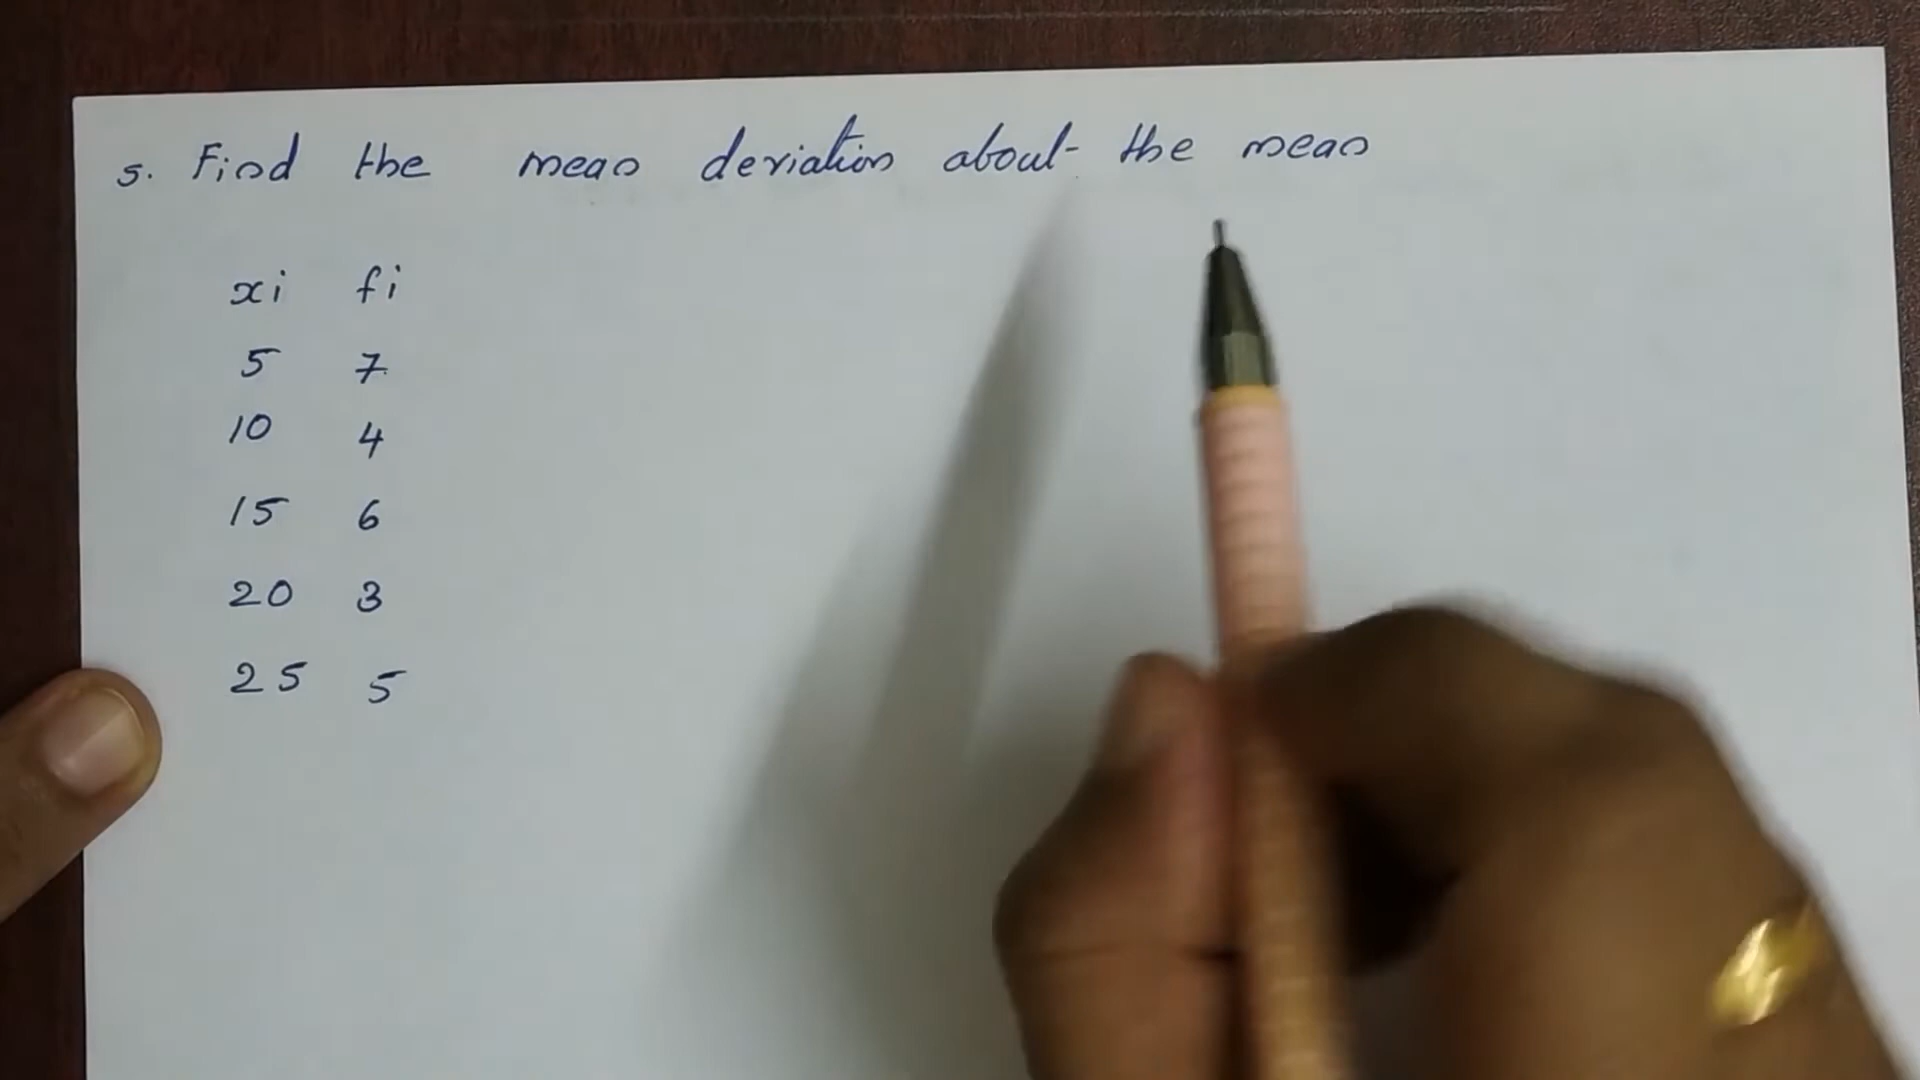 5. Find the mean deviation about the mean
xi fi
5 7
10 4
15 6
20 3
25 5